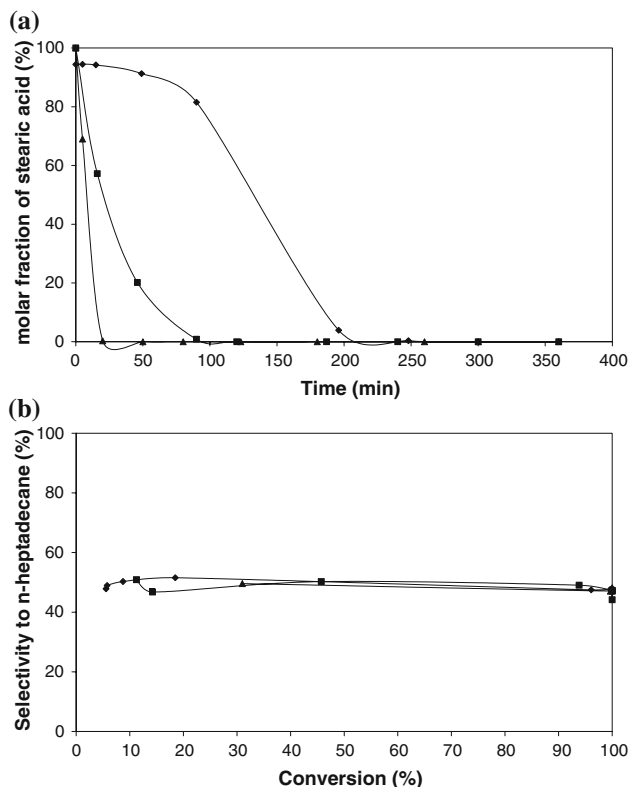 (a)
molar fraction of stearic acid (%)
100
80
60
40
20
0
0 50 100 150 200 250 300 350 400
Time (min)
(b)
Selectivity to n-heptadecane (%)
100
80
60
40
20
0
0 10 20 30 40 50 60 70 80 90 100
Conversion (%)